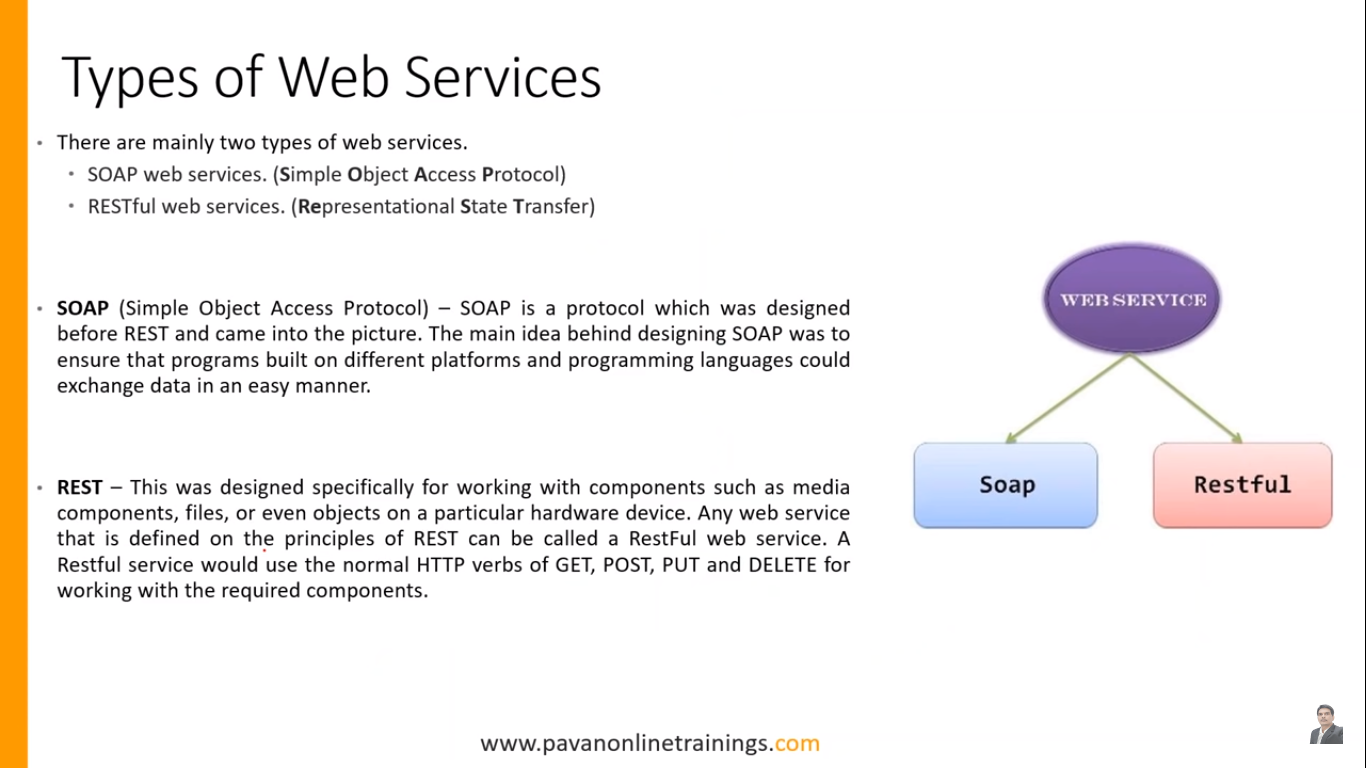 Types of Web Services
• There are mainly two types of web services.
• SOAP web services. (Simple Object Access Protocol)
• RESTful web services. (Representational State Transfer)
• SOAP (Simple Object Access Protocol) – SOAP is a protocol which was designed
before REST and came into the picture. The main idea behind designing SOAP was to
ensure that programs built on different platforms and programming languages could
exchange data in an easy manner.
• REST – This was designed specifically for working with components such as media
components, files, or even objects on a particular hardware device. Any web service
that is defined on the principles of REST can be called a RestFul web service. A
Restful service would use the normal HTTP verbs of GET, POST, PUT and DELETE for
working with the required components.
WEB SERVICE
Soap
Restful
www.pavanonlinetrainings.com